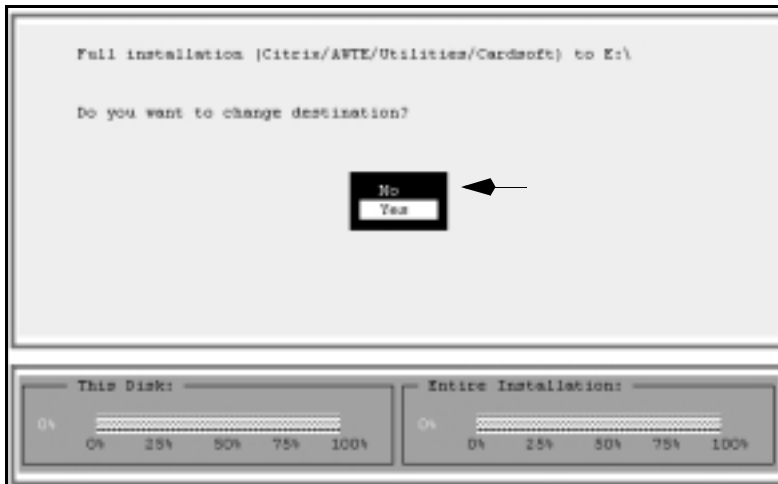 Full installation (Citrix/AWTE/Utilities/Cardsoft) to E:\
Do you want to change destination?
No
Yes
This Disk:
Entire Installation:
0%
0% 25% 50% 75% 100%
0%
0% 25% 50% 75% 100%